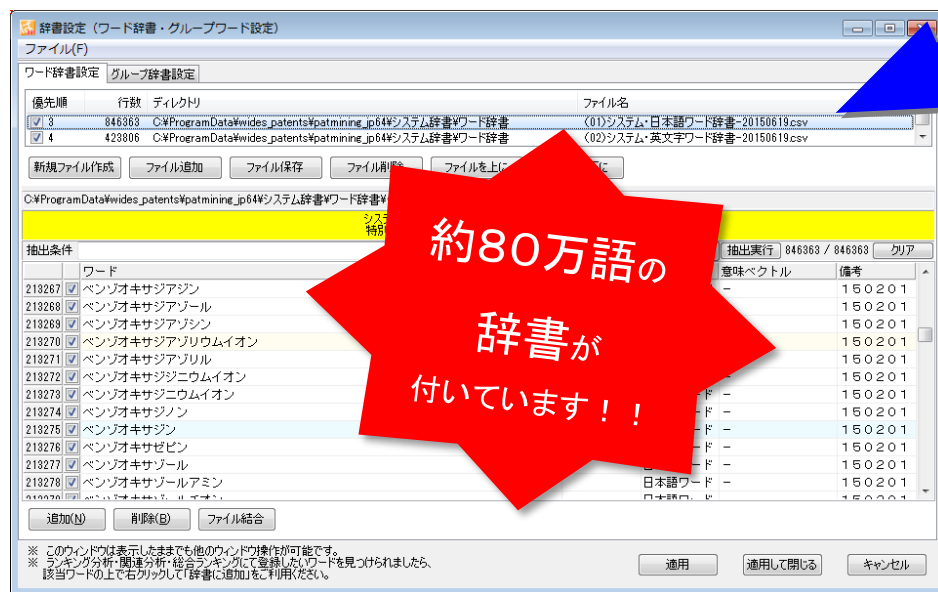 辞書設定（ワード辞書・グループワード設定）
ファイル(F)
ワード辞書設定 グループ辞書設定
優先順 行数 ディレクトリ ファイル名
3 846363 C:¥ProgramData¥wides_patents¥patmining_jp64¥システム辞書¥ワード辞書 (01)システム・日本語ワード辞書-20150619.csv
4 423806 C:¥ProgramData¥wides_patents¥patmining_jp64¥システム辞書¥ワード辞書 (02)システム・英文字ワード辞書-20150619.csv
新規ファイル作成 ファイル追加 ファイル保存 ファイル削除 ファイルを上に
C:¥ProgramData¥wides_patents¥patmining_jp64¥システム辞書¥ワード辞書¥
シス
特別
抽出条件 抽出実行 846363 / 846363 クリア
ワード 意味ベクトル 備考
213267 ベンゾオキサジアジン － １５０２０１
213268 ベンゾオキサジアゾール １５０２０１
213269 ベンゾオキサジアゾシン １５０２０１
213270 ベンゾオキサジアゾリウムイオン １５０２０１
213271 ベンゾオキサジアゾリル １５０２０１
213272 ベンゾオキサジジニウムイオン １５０２０１
213273 ベンゾオキサジニウムイオン ード － １５０２０１
213274 ベンゾオキサジノン ード － １５０２０１
213275 ベンゾオキサジン ード － １５０２０１
213276 ベンゾオキサゼピン ード － １５０２０１
213277 ベンゾオキサゾール ード － １５０２０１
213278 ベンゾオキサゾールアミン 日本語ワード － １５０２０１
約８０万語の
辞書が
付いています！！
追加(N) 削除(B) ファイル結合
※ このウィンドウは表示したままでも他のウィンドウ操作が可能です。
※ ランキング分析・関連分析・総合ランキングにて登録したいワードを見つけられましたら、
該当ワードの上で右クリックして「辞書に追加」をご利用ください。
適用 適用して閉じる キャンセル